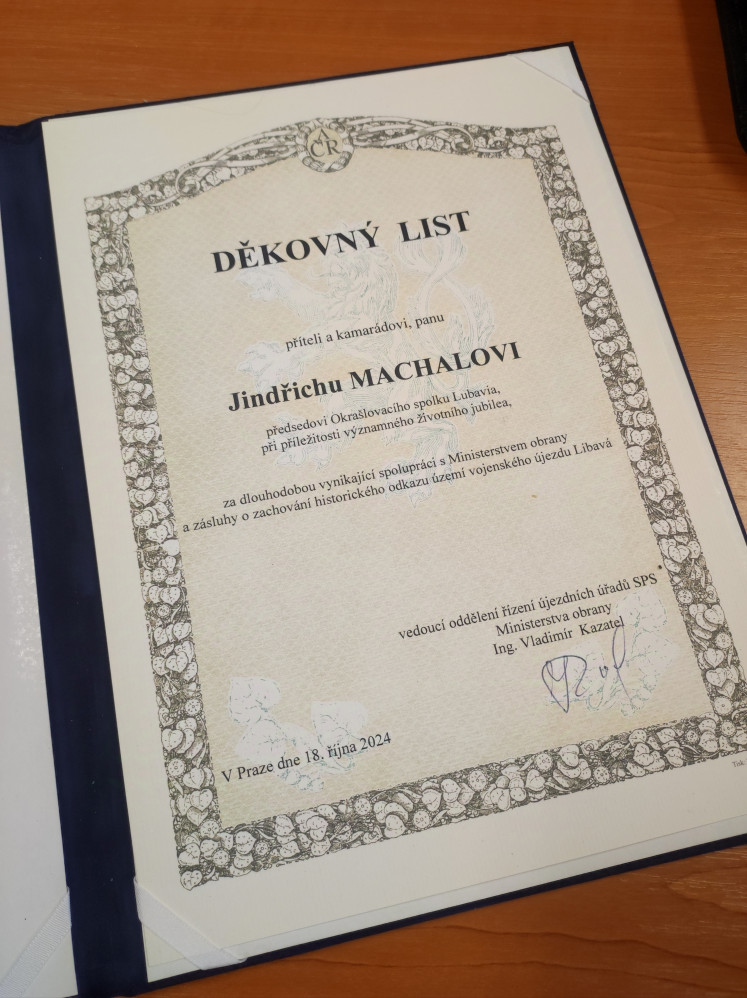 AČR
DĚKOVNÝ LIST
příteli a kamarádovi, panu
Jindřichu MACHALOVI
předsedovi Okrašlovacího spolku Lubavia,
při příležitosti významného životního jubilea,
za dlouhodobou vynikající spolupráci s Ministerstvem obrany
a zásluhy o zachování historického odkazu území vojenského újezdu Libavá
vedoucí oddělení řízení újezdních úřadů SPS
Ministerstva obrany
Ing. Vladimír Kazatel
V Praze dne 18. října 2024
Tisk